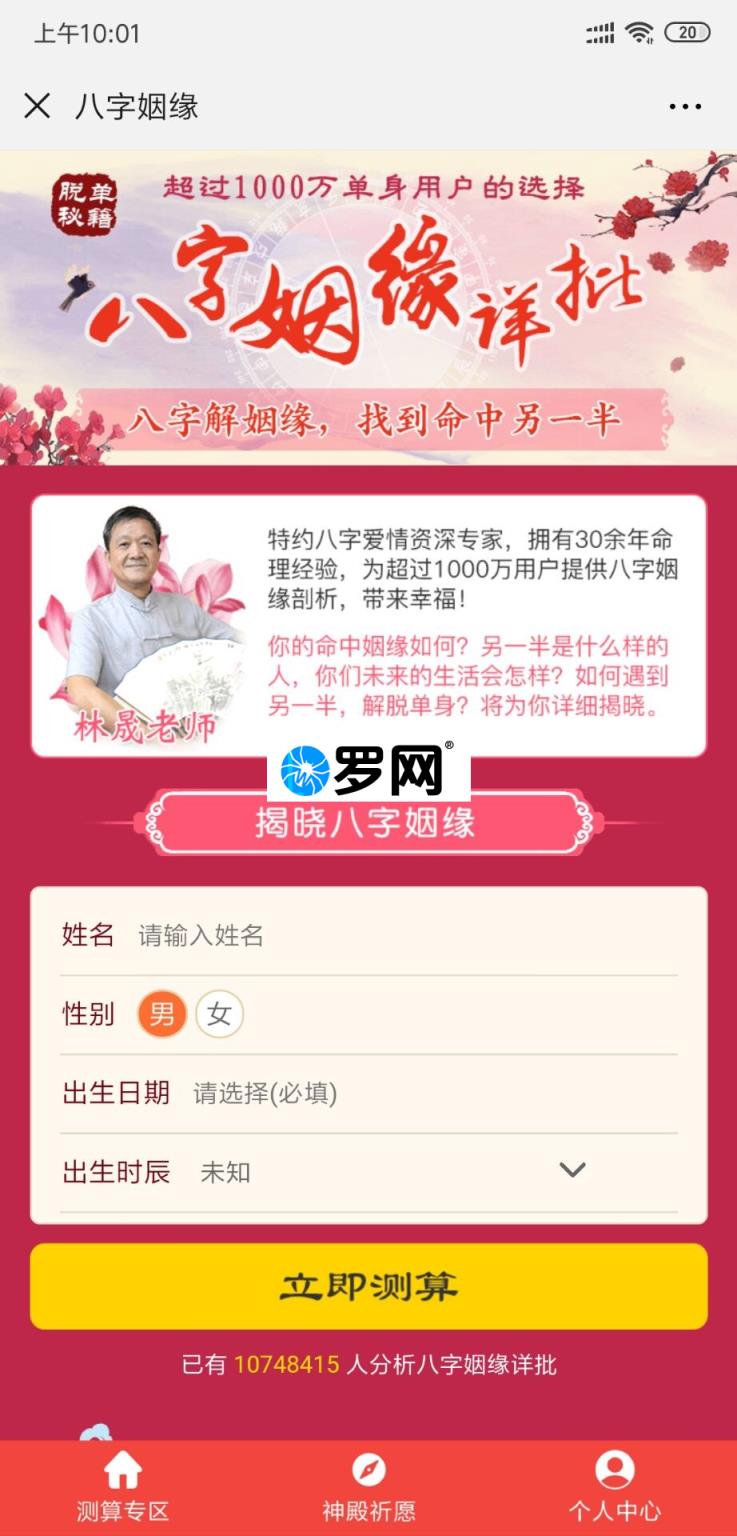 上午10:01
20
八字姻缘
脱单
秘籍
超过1000万单身用户的选择
八字姻缘详批
八字解姻缘，找到命中另一半
特约八字爱情资深专家，拥有30余年命
理经验，为超过1000万用户提供八字姻
缘剖析，带来幸福！
你的命中姻缘如何？另一半是什么样的
人，你们未来的生活会怎样？如何遇到
另一半，解脱单身？将为你详细揭晓。
林晟老师
罗网®
揭晓八字姻缘
姓名 请输入姓名
性别 男 女
出生日期 请选择(必填)
出生时辰 未知
立即测算
已有 10748415 人分析八字姻缘详批
测算专区 神殿祈愿 个人中心